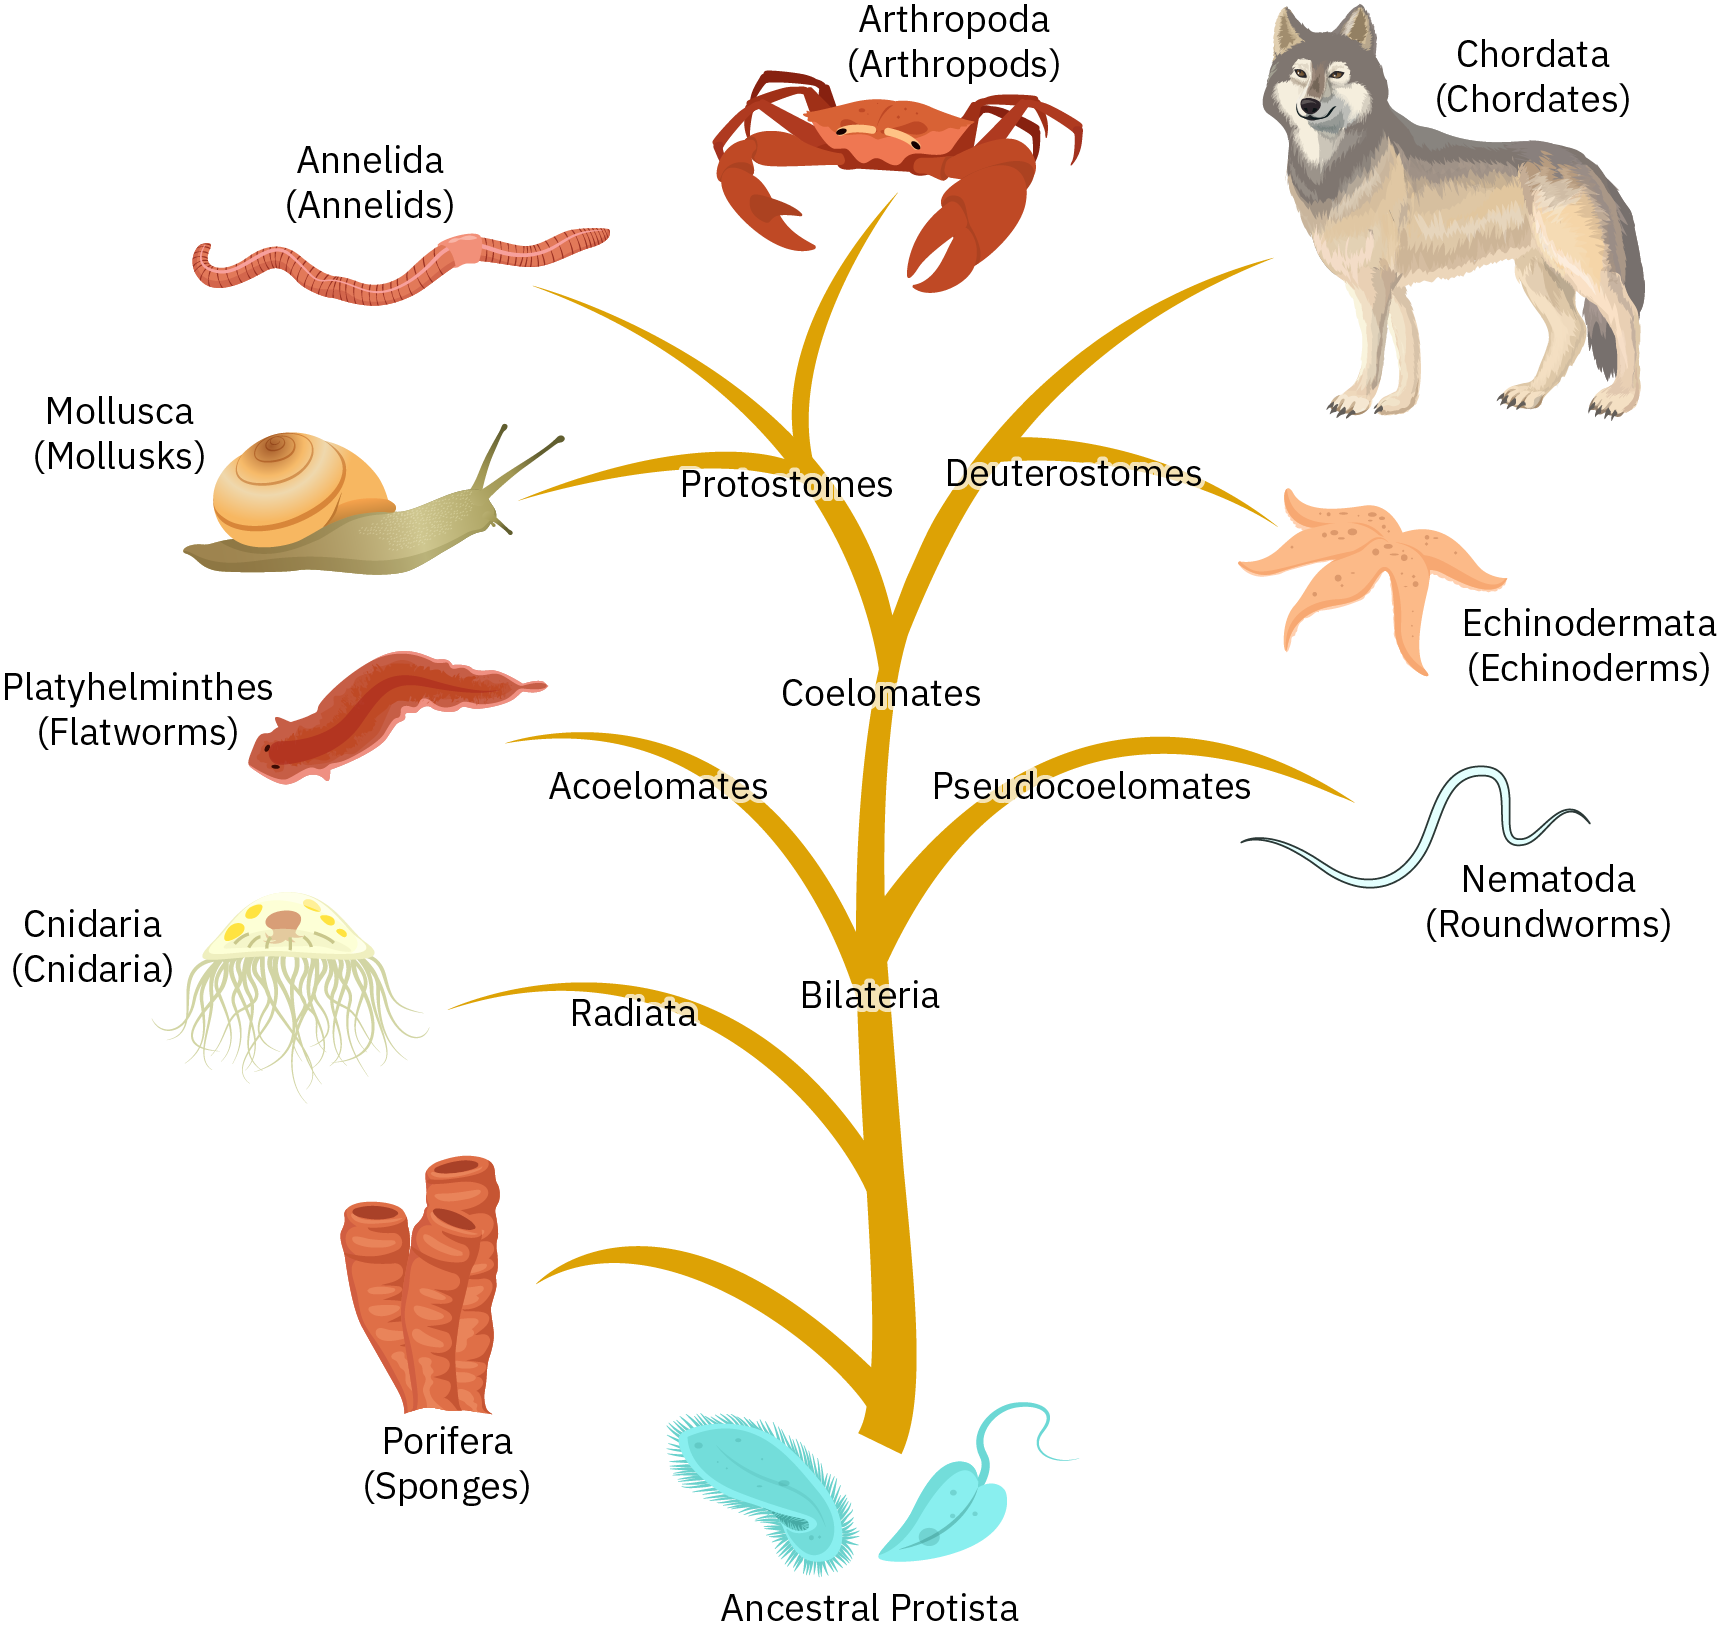 Arthropoda
(Arthropods)
Chordata
(Chordates)
Annelida
(Annelids)
Mollusca
(Mollusks)
Protostomes
Deuterostomes
Echinodermata
(Echinoderms)
Coelomates
Platyhelminthes
(Flatworms)
Acoelomates
Pseudocoelomates
Nematoda
(Roundworms)
Cnidaria
(Cnidaria)
Radiata
Bilateria
Porifera
(Sponges)
Ancestral Protista